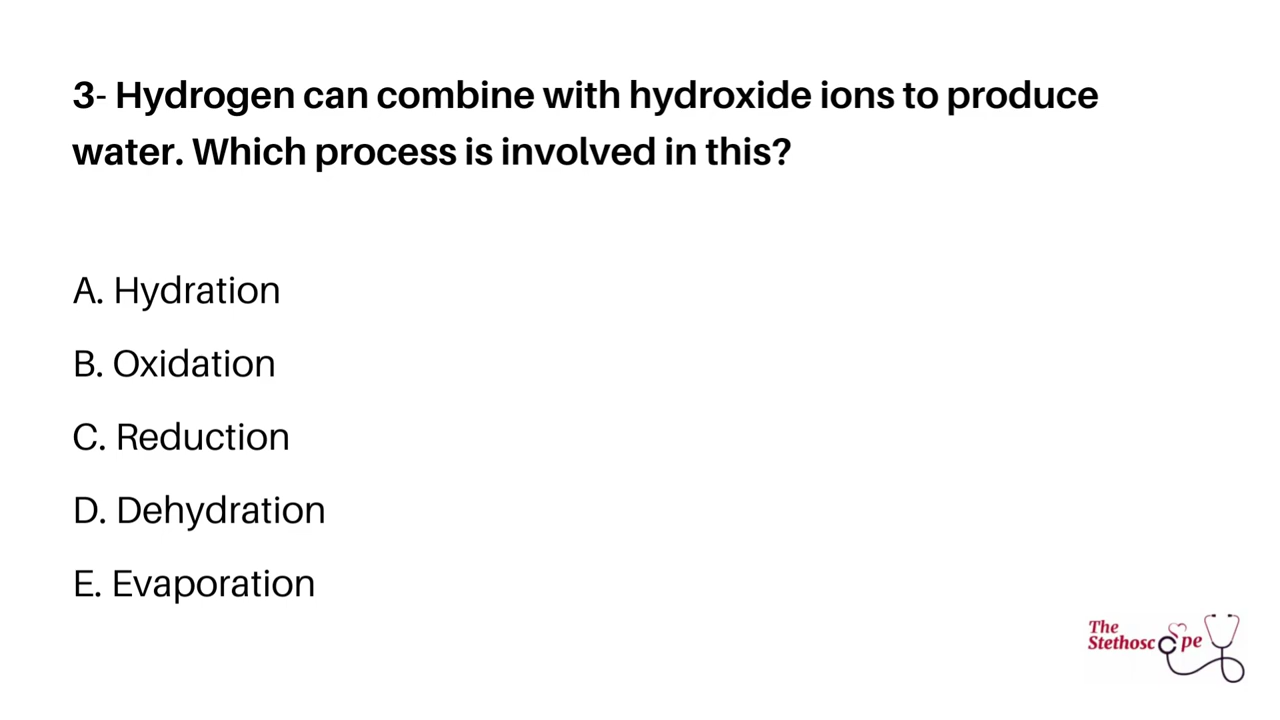 3- Hydrogen can combine with hydroxide ions to produce
water. Which process is involved in this?
A. Hydration
B. Oxidation
C. Reduction
D. Dehydration
E. Evaporation
The
Stethoscope